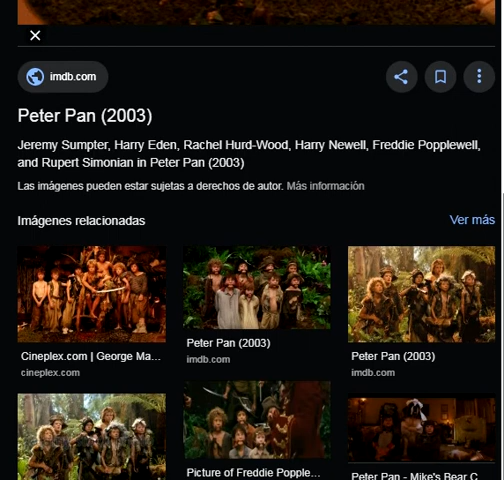 imdb.com
Peter Pan (2003)
Jeremy Sumpter, Harry Eden, Rachel Hurd-Wood, Harry Newell, Freddie Popplewell,
and Rupert Simonian in Peter Pan (2003)
Las imágenes pueden estar sujetas a derechos de autor. Más información
Imágenes relacionadas
Ver más
Cineplex.com | George Ma...
cineplex.com
Peter Pan (2003)
imdb.com
Peter Pan (2003)
imdb.com
Picture of Freddie Popple...
Peter Pan - Mike's Bear C